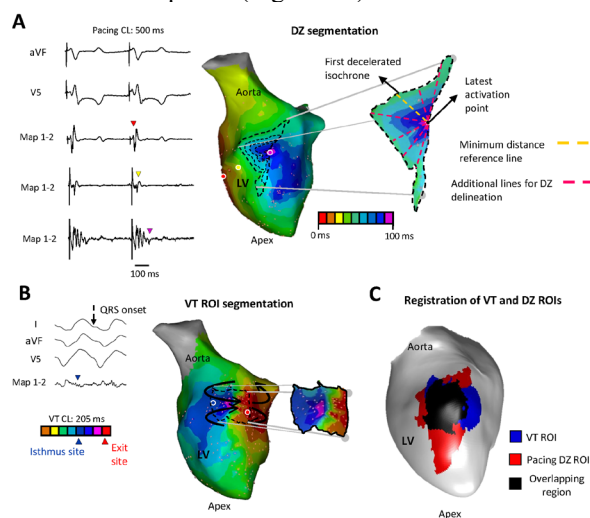 A
Pacing CL: 500 ms
DZ segmentation
aVF
V5
Map 1-2
Map 1-2
Map 1-2
100 ms
Aorta
LV
Apex
0 ms
100 ms
First decelerated
isochrone
Latest
activation
point
Minimum distance
reference line
Additional lines for DZ
delineation
B
VT ROI segmentation
QRS onset
I
aVF
V5
Map 1-2
VT CL: 205 ms
Isthmus site
Exit
site
Aorta
LV
Apex
C
Registration of VT and DZ ROIs
Aorta
LV
Apex
VT ROI
Pacing DZ ROI
Overlapping
region